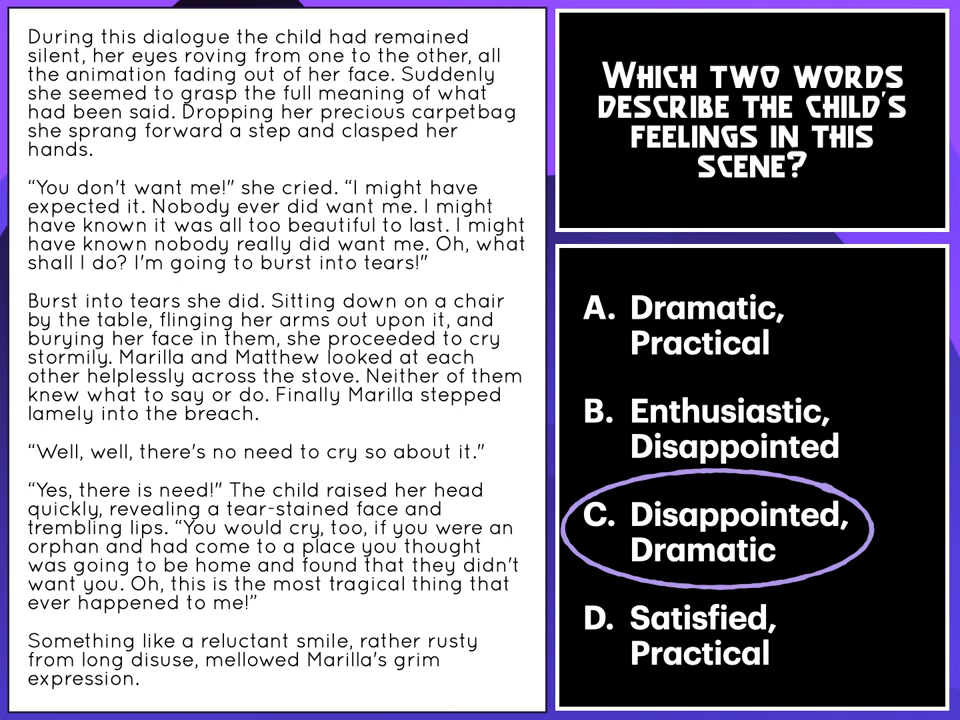 During this dialogue the child had remained
silent, her eyes roving from one to the other, all
the animation fading out of her face. Suddenly
she seemed to grasp the full meaning of what
had been said. Dropping her precious carpetbag
she sprang forward a step and clasped her
hands.
“You don't want me!" she cried. “I might have
expected it. Nobody ever did want me. I might
have known it was all too beautiful to last. I might
have known nobody really did want me. Oh, what
shall I do? I'm going to burst into tears!"
Burst into tears she did. Sitting down on a chair
by the table, flinging her arms out upon it, and
burying her face in them, she proceeded to cry
stormily. Marilla and Matthew looked at each
other helplessly across the stove. Neither of them
knew what to say or do. Finally Marilla stepped
lamely into the breach.
“Well, well, there's no need to cry so about it."
“Yes, there is need!" The child raised her head
quickly, revealing a tear-stained face and
trembling lips. “You would cry, too, if you were an
orphan and had come to a place you thought
was going to be home and found that they didn't
want you. Oh, this is the most tragical thing that
ever happened to me!”
Something like a reluctant smile, rather rusty
from long disuse, mellowed Marilla's grim
expression.
Which two words
describe the child's
feelings in this
scene?
A. Dramatic,
Practical
B. Enthusiastic,
Disappointed
C. Disappointed,
Dramatic
D. Satisfied,
Practical